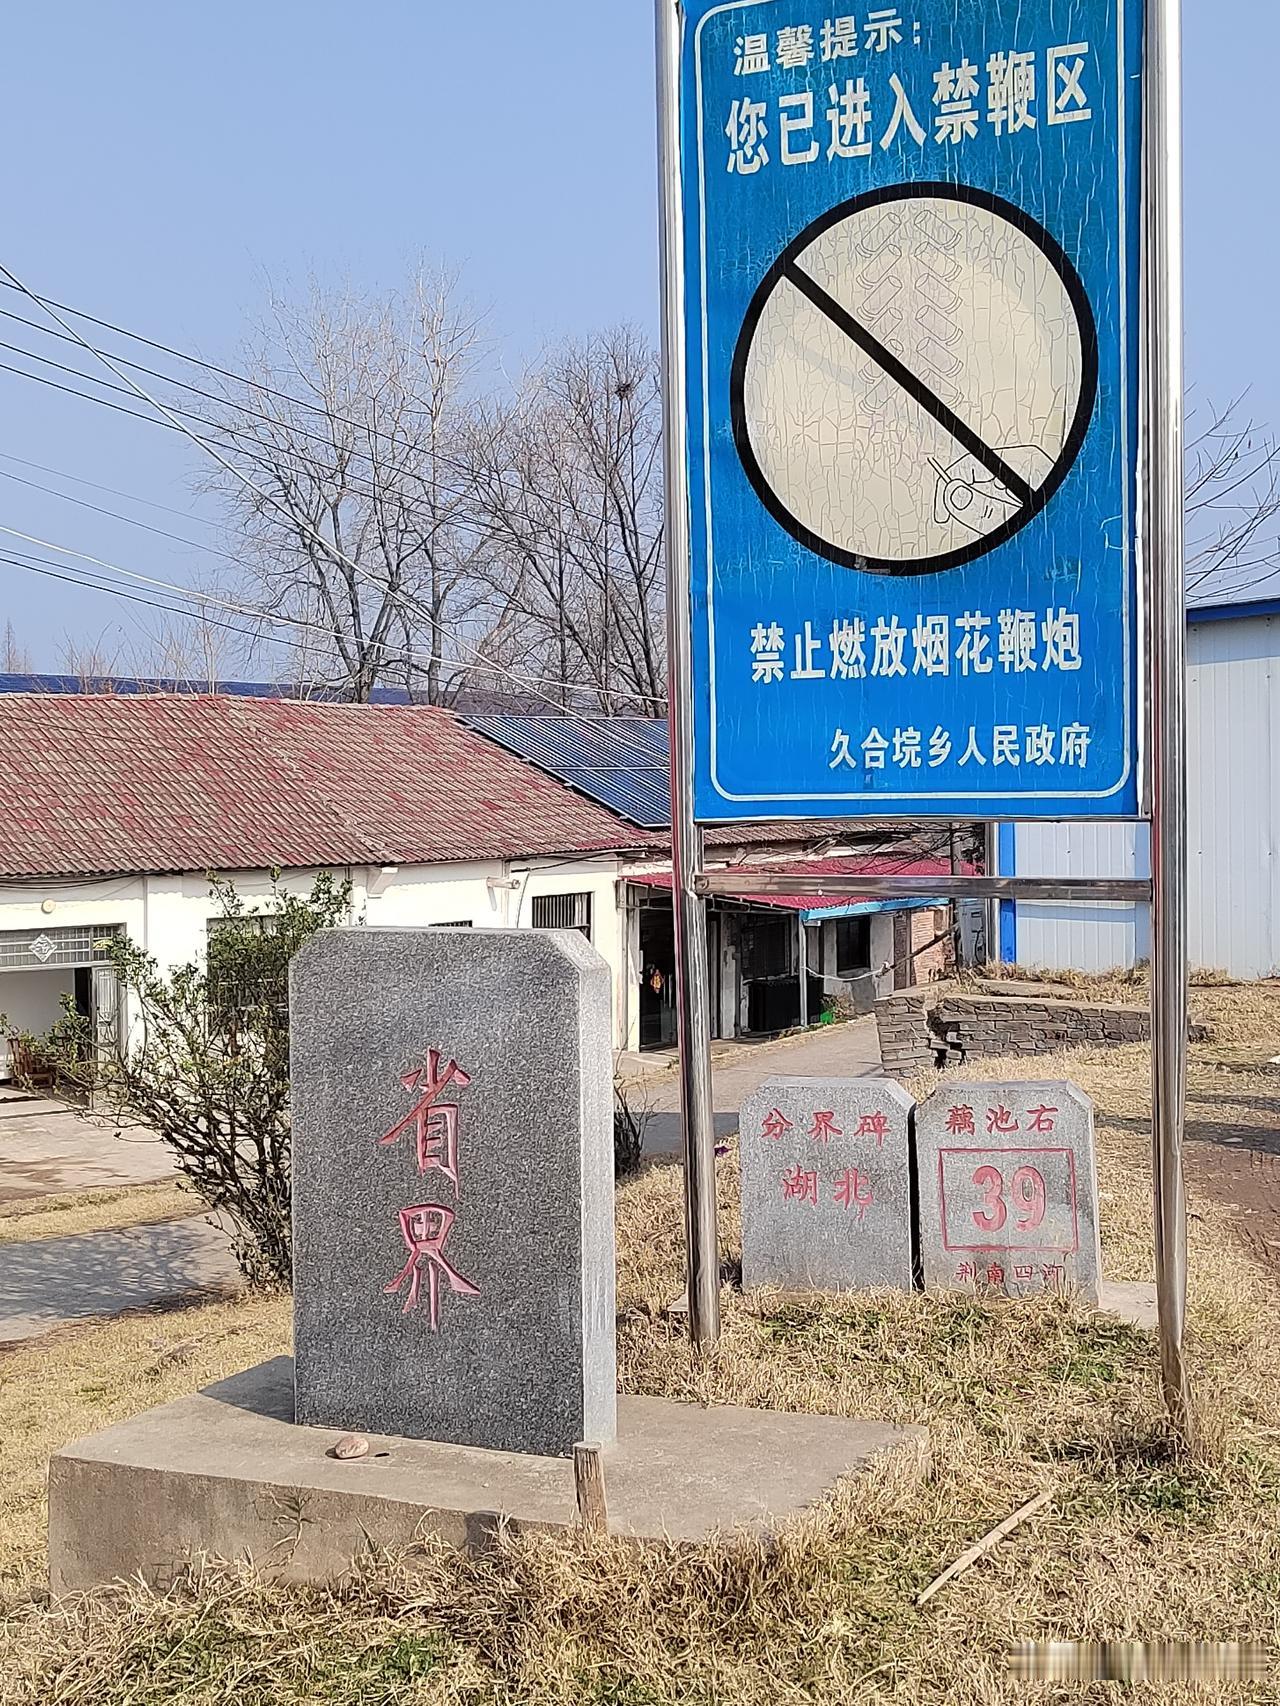 温馨提示：
您已进入禁鞭区
禁止燃放烟花鞭炮
久合垸乡人民政府
省界
分界碑
湖北
藕池右
39
荆南四河